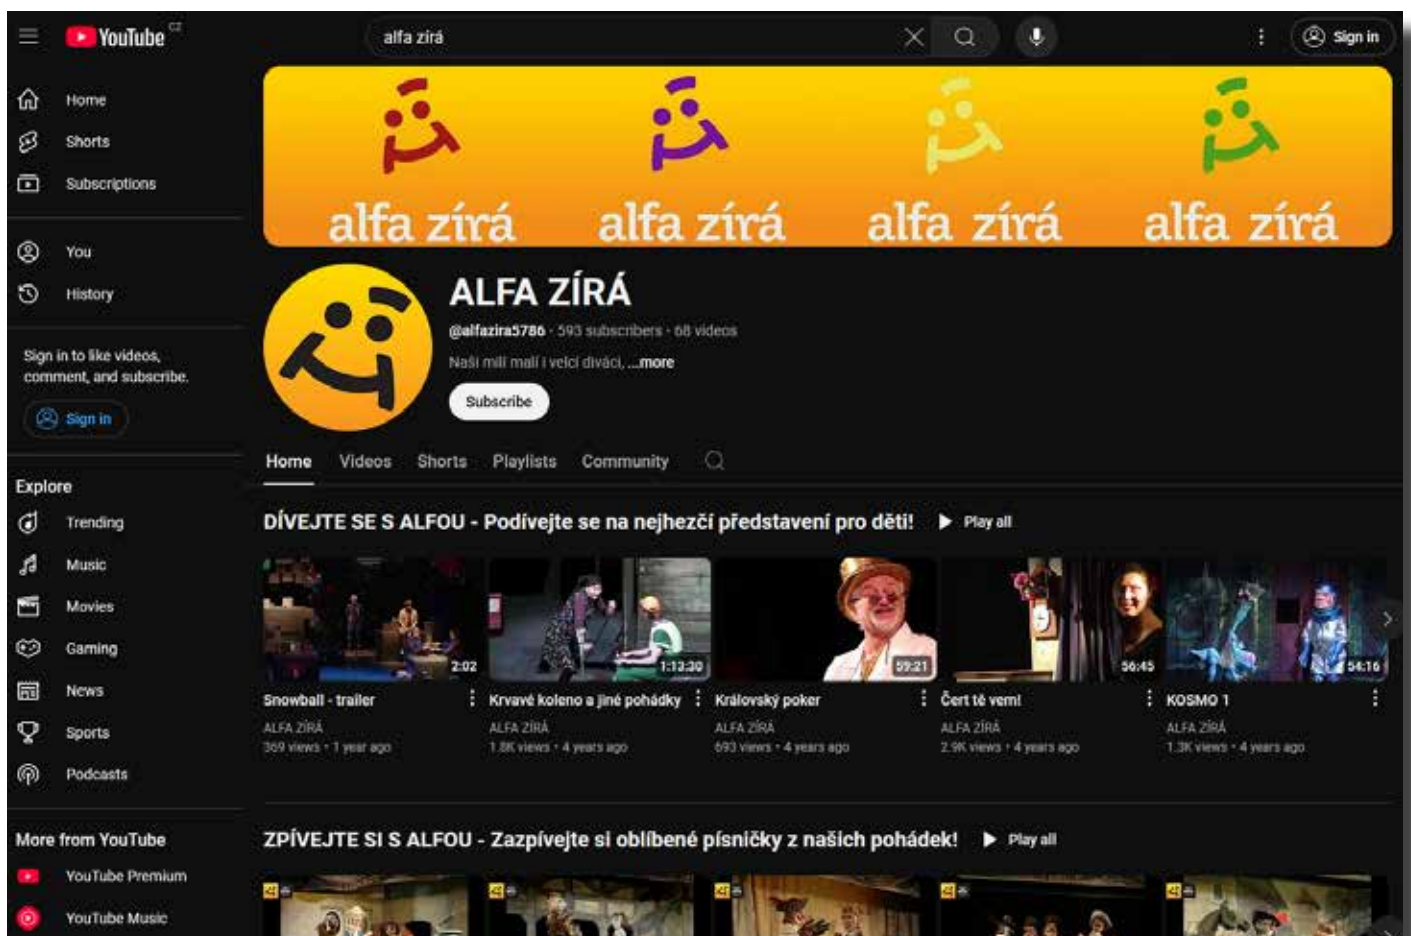 YouTube CZ
alfa zírá
Sign in
Home
Shorts
Subscriptions
You
History
Sign in to like videos,
comment, and subscribe.
Sign in
Explore
Trending
Music
Movies
Gaming
News
Sports
Podcasts
More from YouTube
YouTube Premium
YouTube Music
alfa zírá alfa zírá alfa zírá alfa zírá
ALFA ZÍRÁ
@alfazira5786 · 593 subscribers · 68 videos
Naši milí malí i velcí diváci, ...more
Subscribe
Home Videos Shorts Playlists Community
DÍVEJTE SE S ALFOU - Podívejte se na nejhezčí představení pro děti! Play all
2:02 1:13:30 59:21 56:45 54:16
Snowball - trailer Krvavé koleno a jiné pohádky Královský poker Čert tě vem! KOSMO 1
ALFA ZÍRÁ ALFA ZÍRÁ ALFA ZÍRÁ ALFA ZÍRÁ ALFA ZÍRÁ
369 views • 1 year ago 1.8K views • 4 years ago 693 views • 4 years ago 2.9K views • 4 years ago 1.3K views • 4 years ago
ZPÍVEJTE SI S ALFOU - Zazpívejte si oblíbené písničky z našich pohádek! Play all